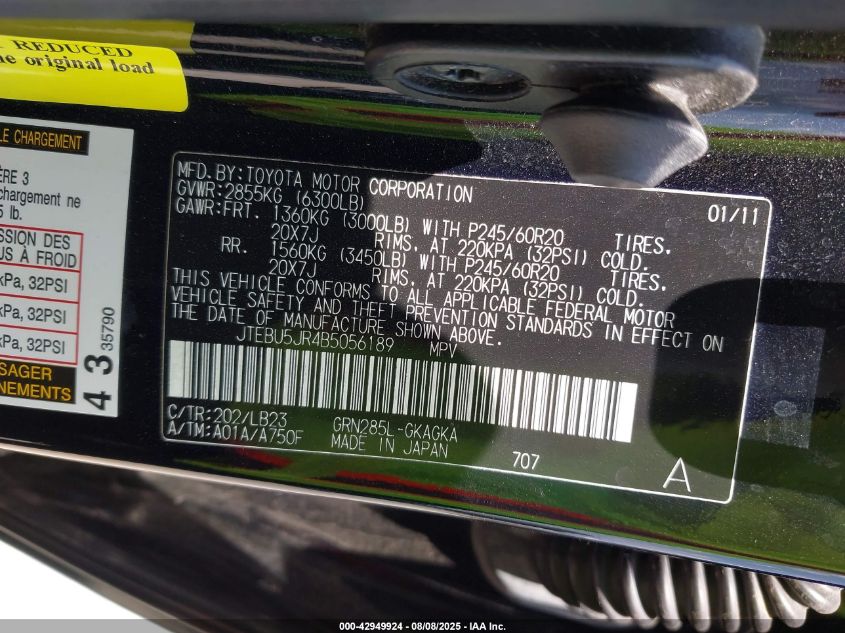 REDUCED
original load
LE CHARGEMENT
ÈRE 3
chargement ne
lb.
SSION DES
US À FROID
kPa, 32PSI
kPa, 32PSI
kPa, 32PSI
SAGER
NEMENTS
43 35790
MFD.BY:TOYOTA MOTOR CORPORATION 01/11
GVWR:2855KG (6300LB)
GAWR:FRT. 1360KG (3000LB) WITH P245/60R20 TIRES.
20X7J RIMS, AT 220KPA (32PSI) COLD.
RR. 1560KG (3450LB) WITH P245/60R20 TIRES.
20X7J RIMS, AT 220KPA (32PSI) COLD.
THIS VEHICLE CONFORMS TO ALL APPLICABLE FEDERAL MOTOR
VEHICLE SAFETY AND THEFT PREVENTION STANDARDS IN EFFECT ON
THE DATE OF MANUFACTURE SHOWN ABOVE.
JTEBU5JR4B5056189 MPV
C/TR:202/LB23 GRN285L-GKAGKA
A/TM:A01A/A750F MADE IN JAPAN 707
A
000-42949924 - 08/08/2025 - IAA Inc.